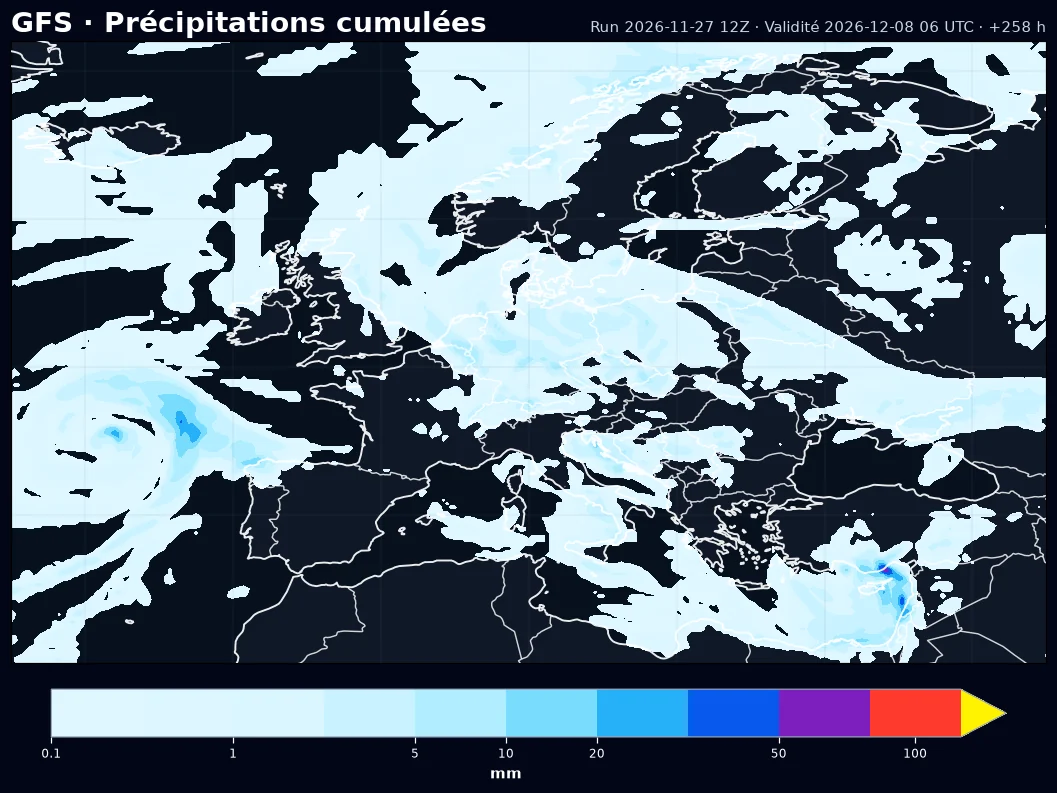 GFS · Précipitations cumulées
Run 2026-11-27 12Z · Validité 2026-12-08 06 UTC · +258 h
0.1 1 5 10 20 50 100
mm